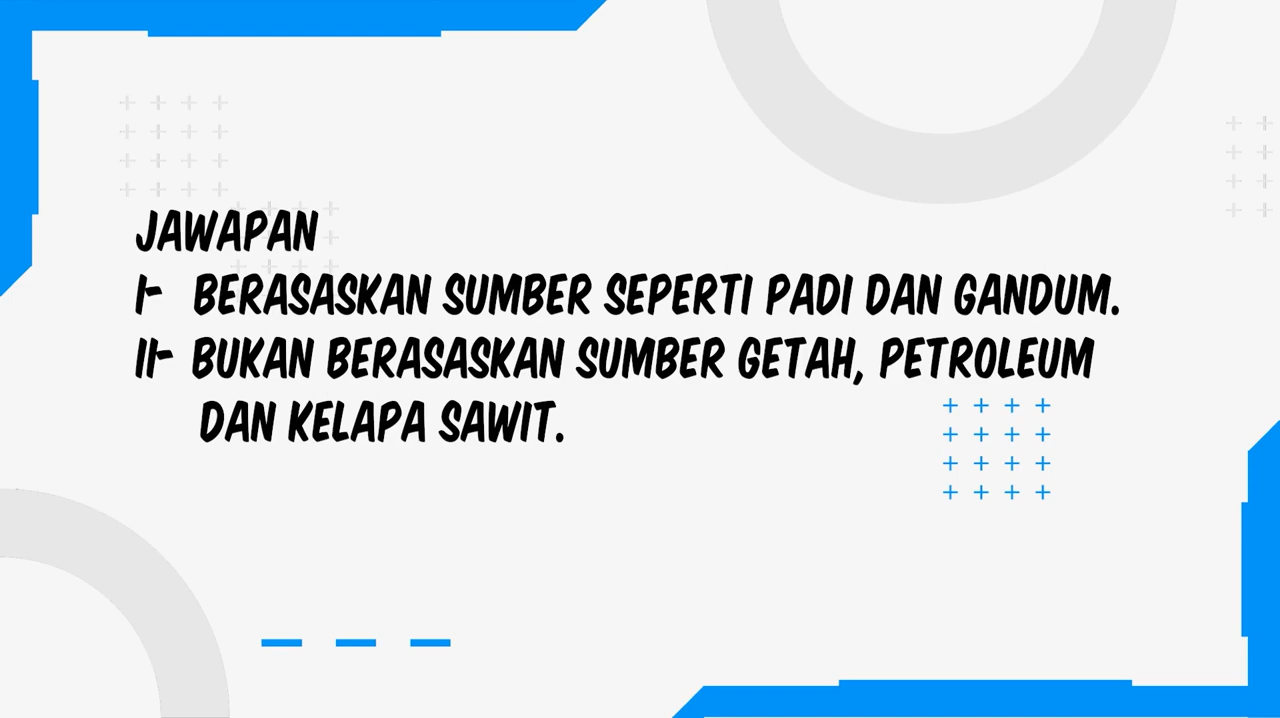 JAWAPAN
I- BERASASKAN SUMBER SEPERTI PADI DAN GANDUM.
II- BUKAN BERASASKAN SUMBER GETAH, PETROLEUM
DAN KELAPA SAWIT.